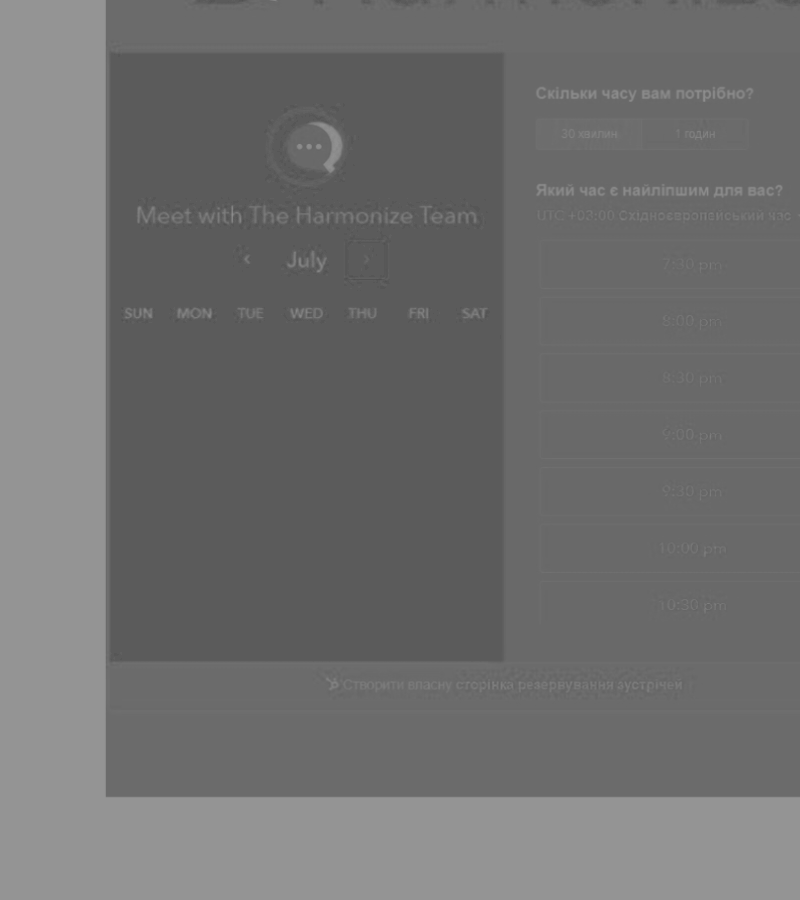 Meet with The Harmonize Team
July
SUN MON TUE WED THU FRI SAT
Скільки часу вам потрібно?
30 хвилин 1 годин
Який час є найліпшим для вас?
UTC +03:00 Східноєвропейський час
7:30 pm
8:00 pm
8:30 pm
9:00 pm
9:30 pm
10:00 pm
10:30 pm
Створити власну сторінка резервування зустрічей